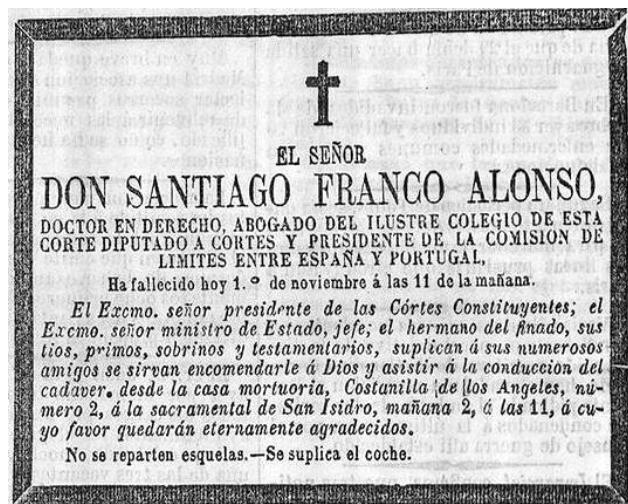 EL SEÑOR
DON SANTIAGO FRANCO ALONSO,
DOCTOR EN DERECHO, ABOGADO DEL ILUSTRE COLEGIO DE ESTA
CORTE DIPUTADO A CORTES Y PRESIDENTE DE LA COMISION DE
LIMITES ENTRE ESPAÑA Y PORTUGAL,
Ha fallecido hoy 1.º de noviembre á las 11 de la mañana.
El Excmo. señor presidente de las Córtes Constituyentes; el
Excmo. señor ministro de Estado, jefe; el hermano del finado, sus
tios, primos, sobrinos y testamentarios, suplican á sus numerosos
amigos se sirvan encomendarle á Dios y asistir á la conduccion del
cadaver. desde la casa mortuoria, Costanilla de los Angeles, nú-
mero 2, á la sacramental de San Isidro, mañana 2, á las 11, á cu-
yo favor quedarán eternamente agradecidos.
No se reparten esquelas.—Se suplica el coche.